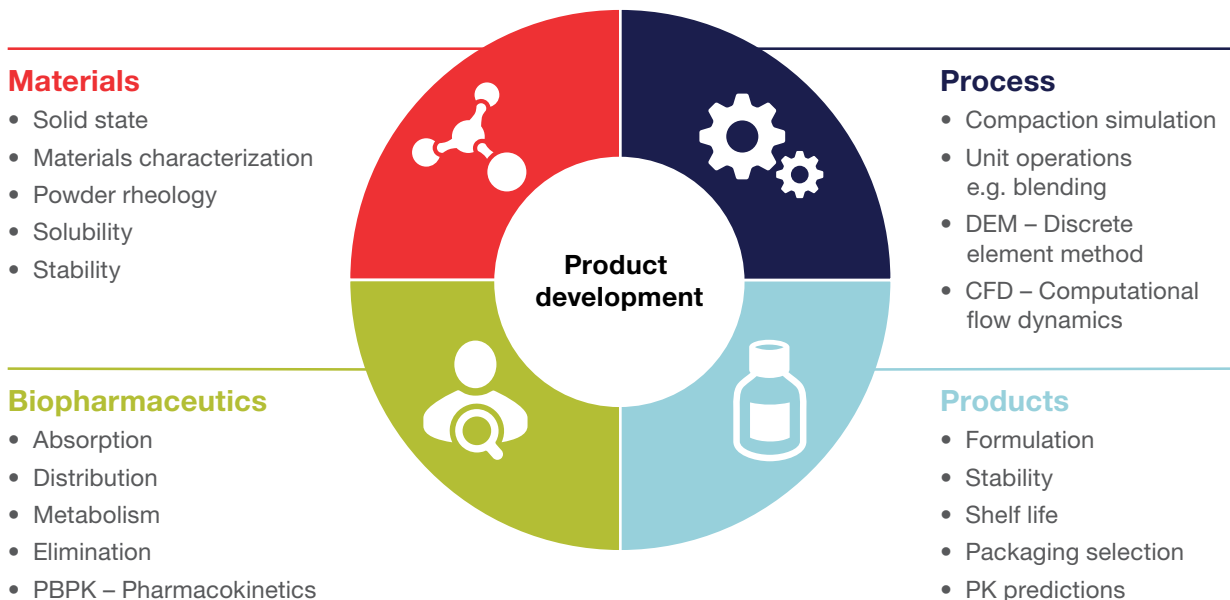 Materials
• Solid state
• Materials characterization
• Powder rheology
• Solubility
• Stability
Process
• Compaction simulation
• Unit operations
e.g. blending
• DEM – Discrete
element method
• CFD – Computational
flow dynamics
Product
development
Biopharmaceutics
• Absorption
• Distribution
• Metabolism
• Elimination
• PBPK – Pharmacokinetics
Products
• Formulation
• Stability
• Shelf life
• Packaging selection
• PK predictions